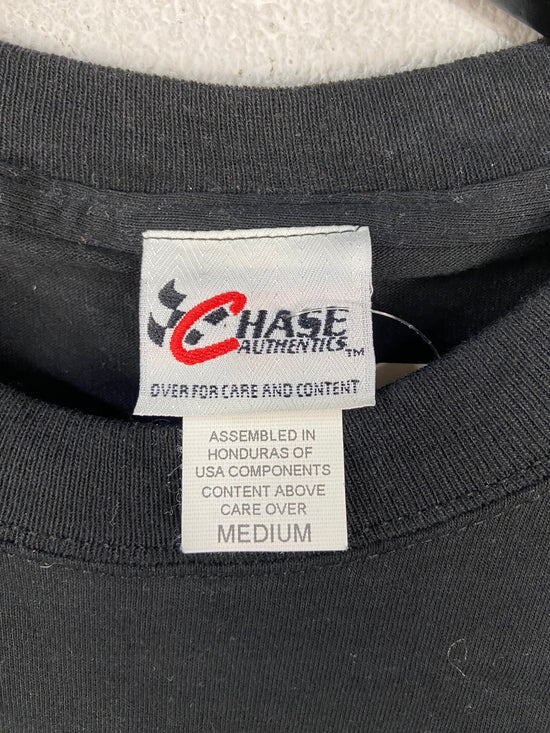 CHASE
AUTHENTICS™
OVER FOR CARE AND CONTENT
ASSEMBLED IN
HONDURAS OF
USA COMPONENTS
CONTENT ABOVE
CARE OVER
MEDIUM